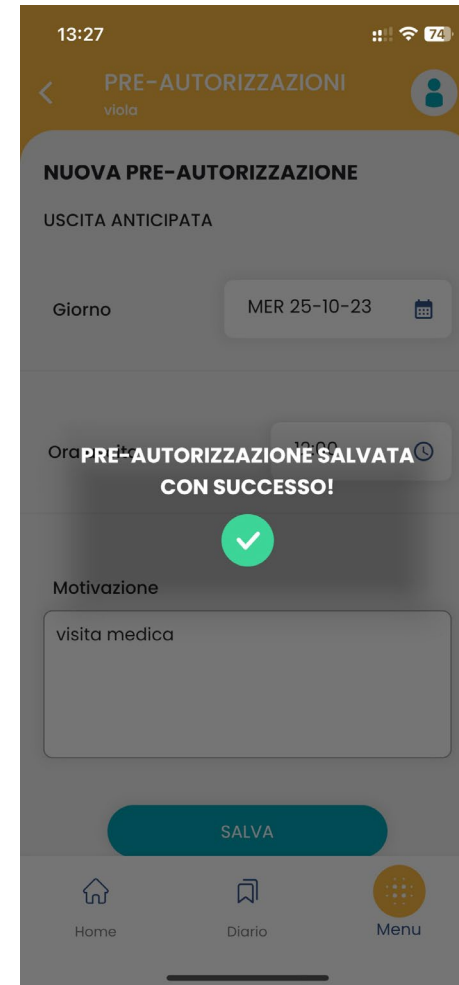 13:27
74
PRE-AUTORIZZAZIONI
viola
NUOVA PRE-AUTORIZZAZIONE
USCITA ANTICIPATA
Giorno
MER 25-10-23
Ora
PRE-AUTORIZZAZIONE SALVATA
CON SUCCESSO!
Motivazione
visita medica
SALVA
Home
Diario
Menu